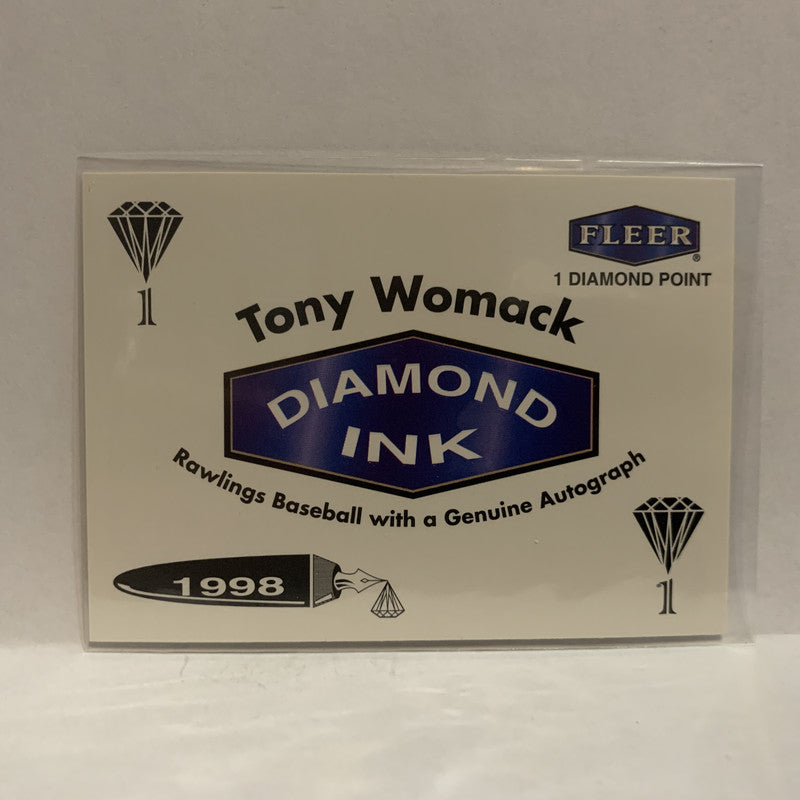 FLEER®
1 DIAMOND POINT
1
Tony Womack
DIAMOND
INK
Rawlings Baseball with a Genuine Autograph
1998
1